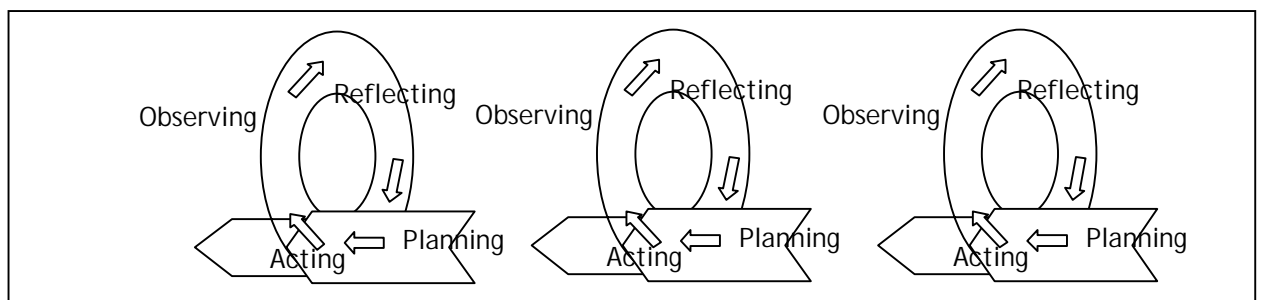 Reflecting
Observing
Planning
Acting
Reflecting
Observing
Planning
Acting
Reflecting
Observing
Planning
Acting